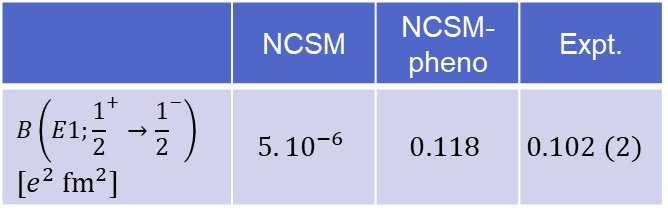 NCSM
NCSM-
pheno
Expt.
B(E1; 1/2⁺ → 1/2⁻)
[e² fm²]
5. 10⁻⁶
0.118
0.102 (2)